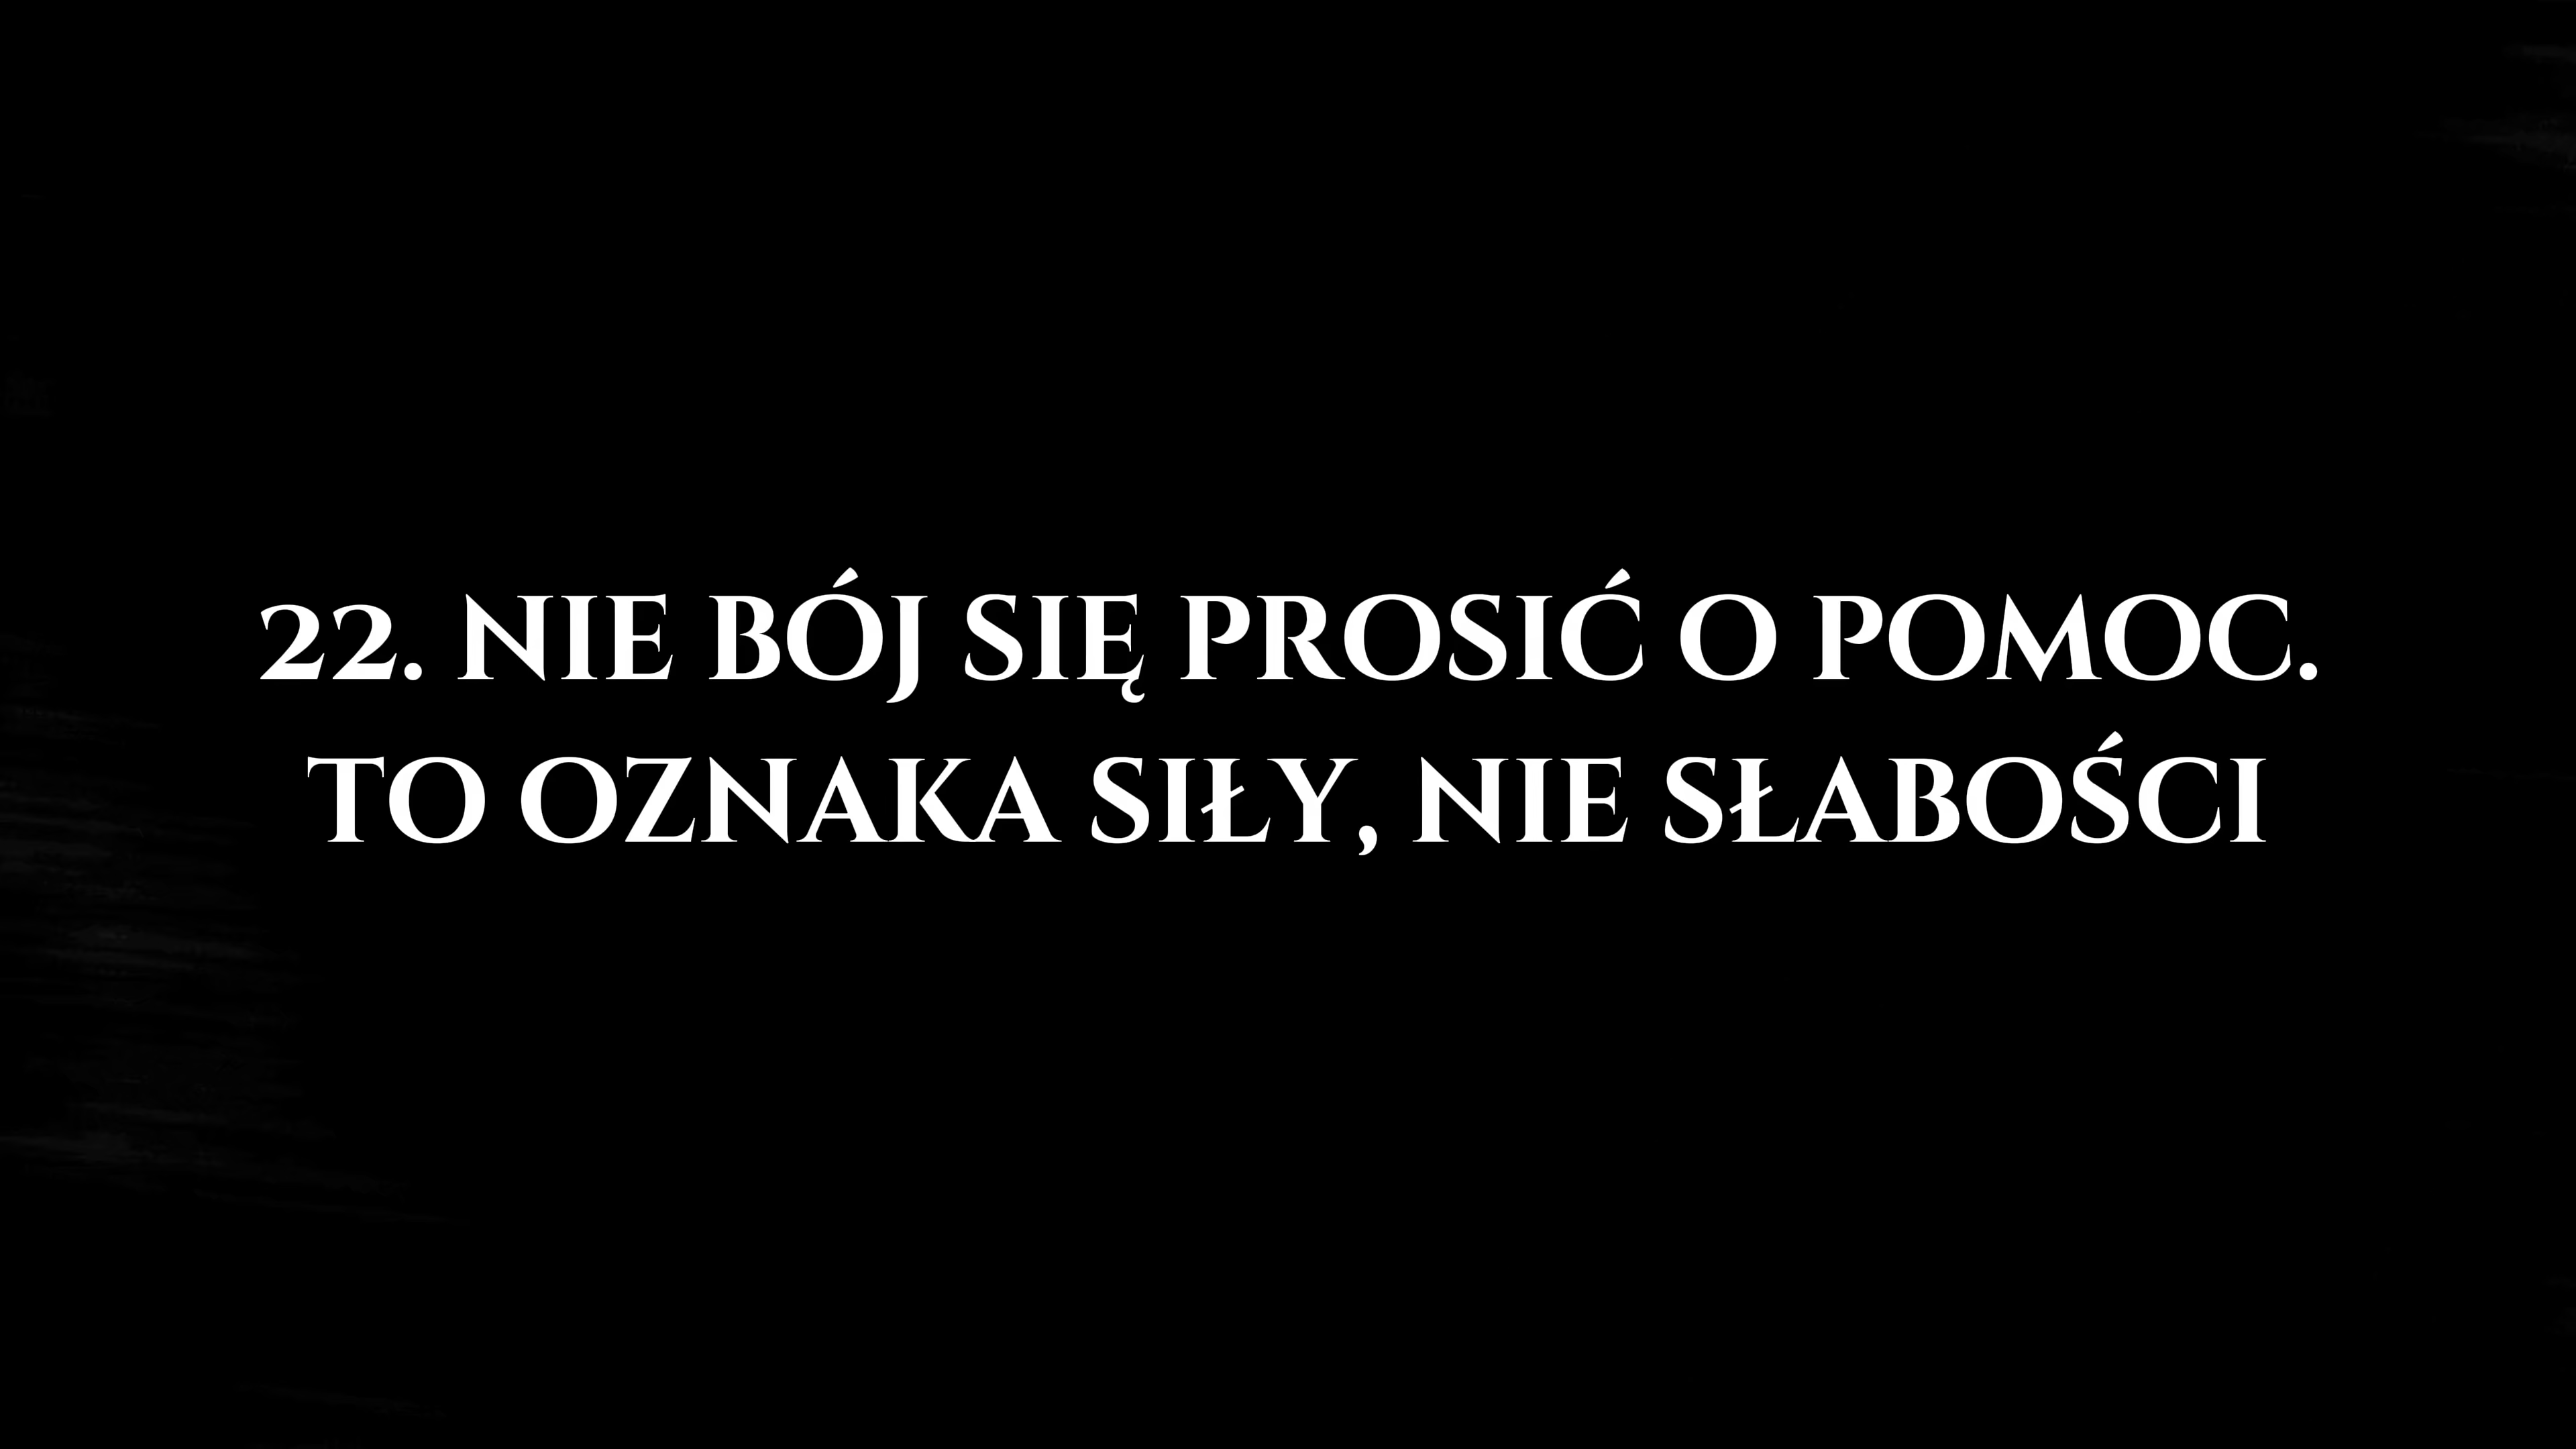 22. NIE BÓJ SIĘ PROSIĆ O POMOC.
TO OZNAKA SIŁY, NIE SŁABOŚCI